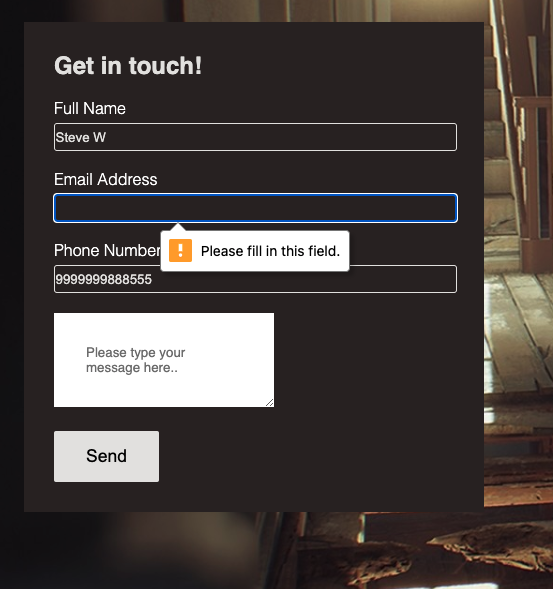 Get in touch!
Full Name
Steve W
Email Address
Phone Number
Please fill in this field.
9999999888555
Please type your
message here..
Send